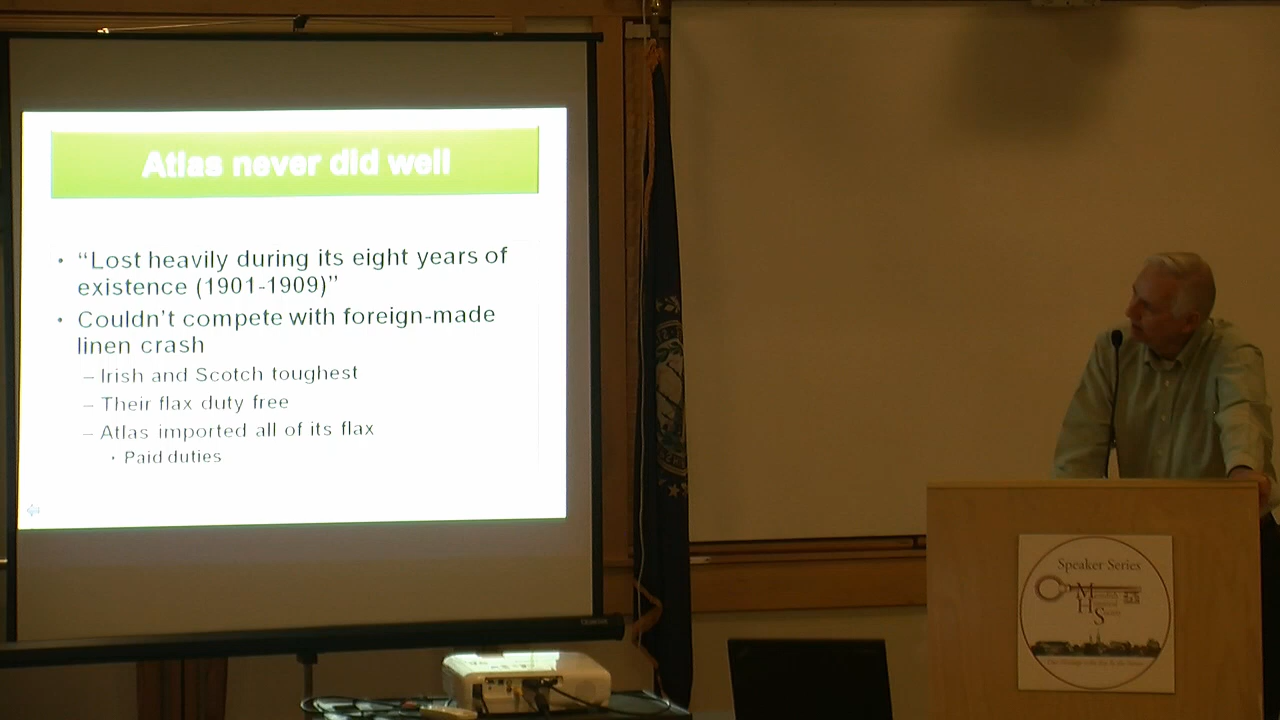 Atlas never did well
• “Lost heavily during its eight years of
existence (1901-1909)”
• Couldn’t compete with foreign-made
linen crash
– Irish and Scotch toughest
– Their flax duty free
– Atlas imported all of its flax
• Paid duties
Speaker Series
M
H
S